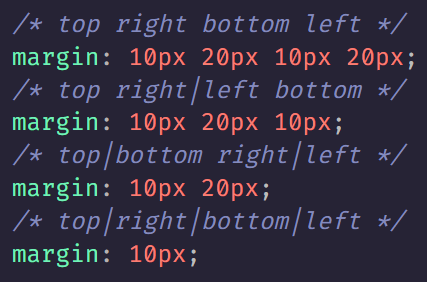 /* top right bottom left */
margin: 10px 20px 10px 20px;
/* top right|left bottom */
margin: 10px 20px 10px;
/* top|bottom right|left */
margin: 10px 20px;
/* top|right|bottom|left */
margin: 10px;